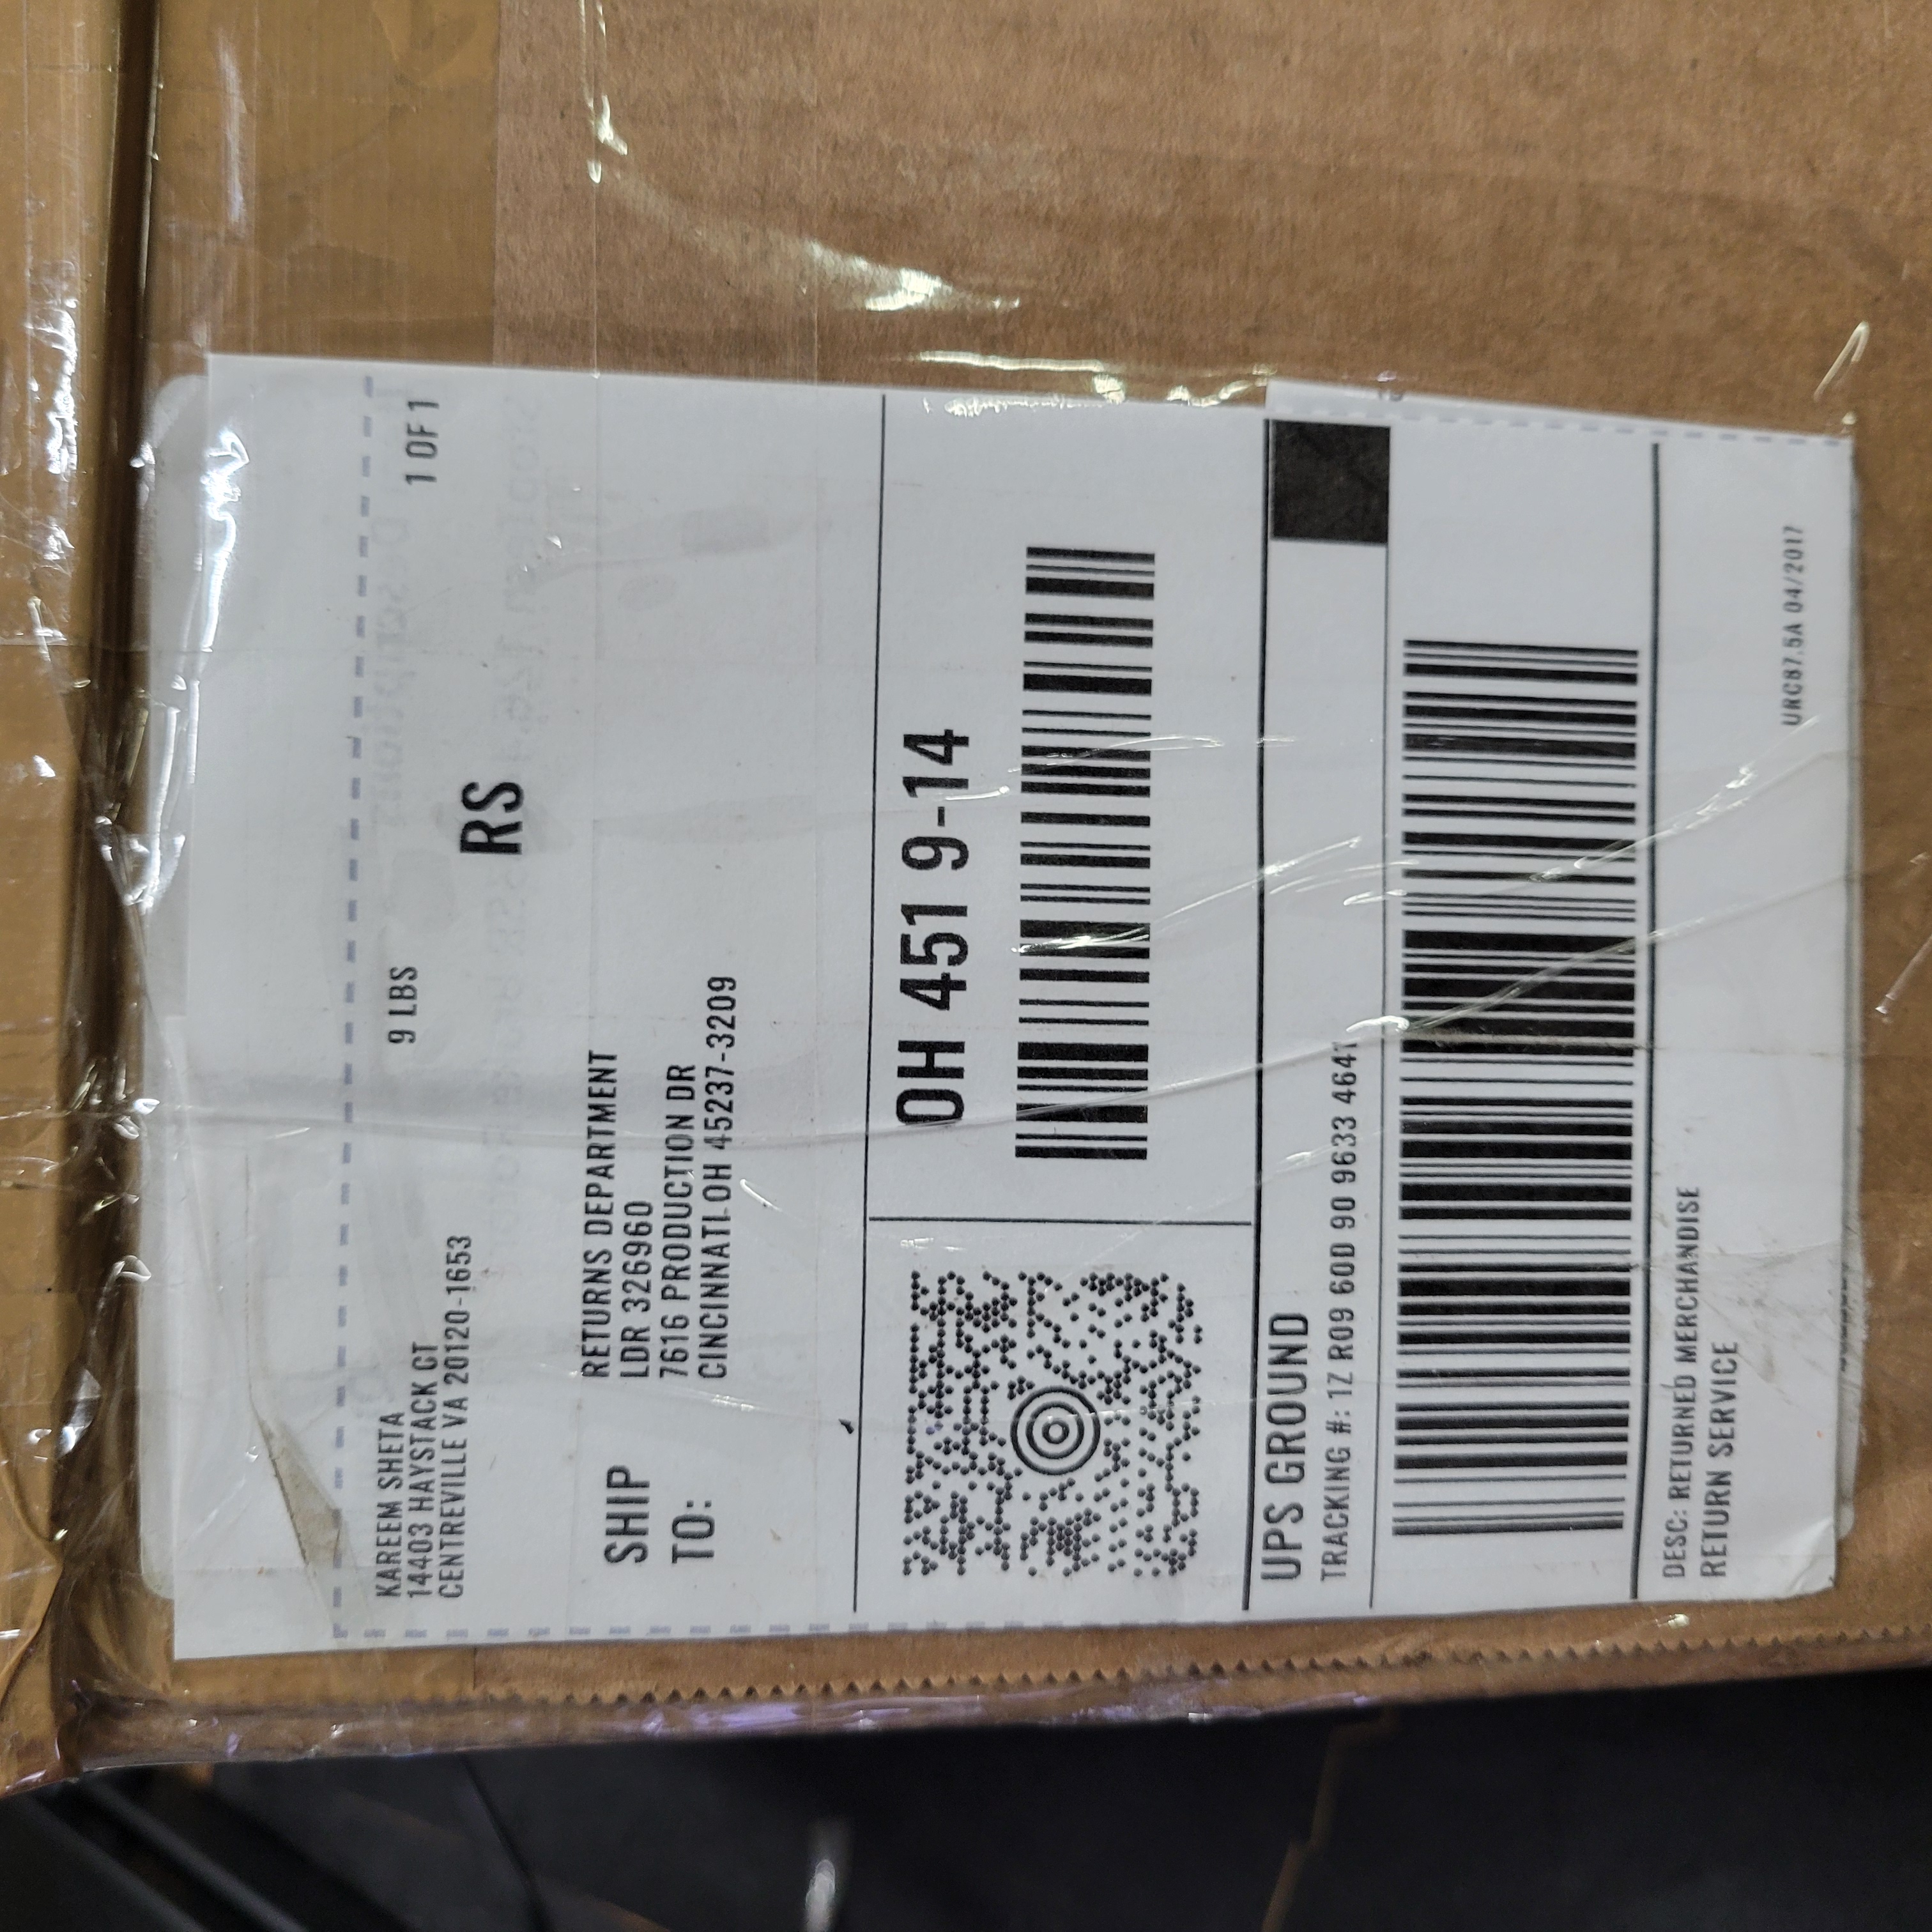 KAREEM SHETA
14403 HAYSTACK CT
CENTREVILLE VA 20120-1653
9 LBS
1 OF 1
RS
SHIP
TO:
RETURNS DEPARTMENT
LDR 326960
7616 PRODUCTION DR
CINCINNATI OH 45237-3209
OH 451 9-14
UPS GROUND
TRACKING #: 1Z R09 60D 90 9633 4641
DESC: RETURNED MERCHANDISE
RETURN SERVICE
URC87.5A 04/2017